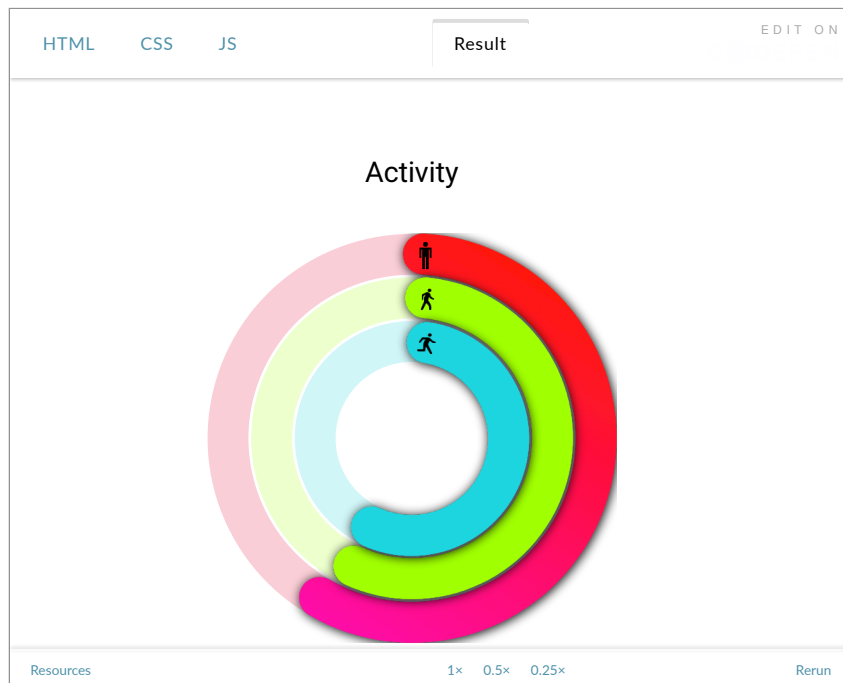 HTML CSS JS Result EDIT ON
Activity
Resources 1× 0.5× 0.25× Rerun